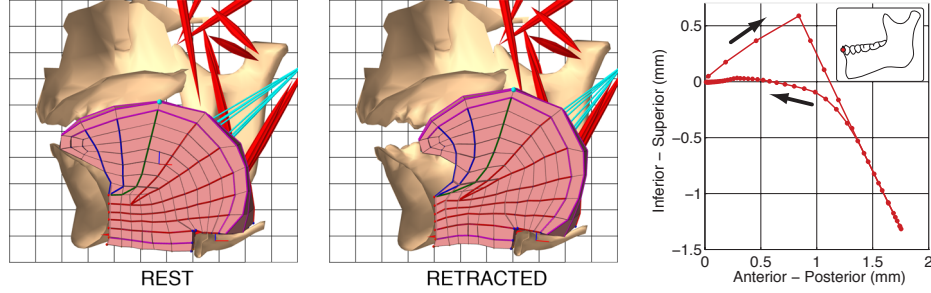 REST
RETRACTED
Inferior – Superior (mm)
0.5
0
−0.5
−1
−1.5
0
0.5
1
1.5
2
Anterior – Posterior (mm)